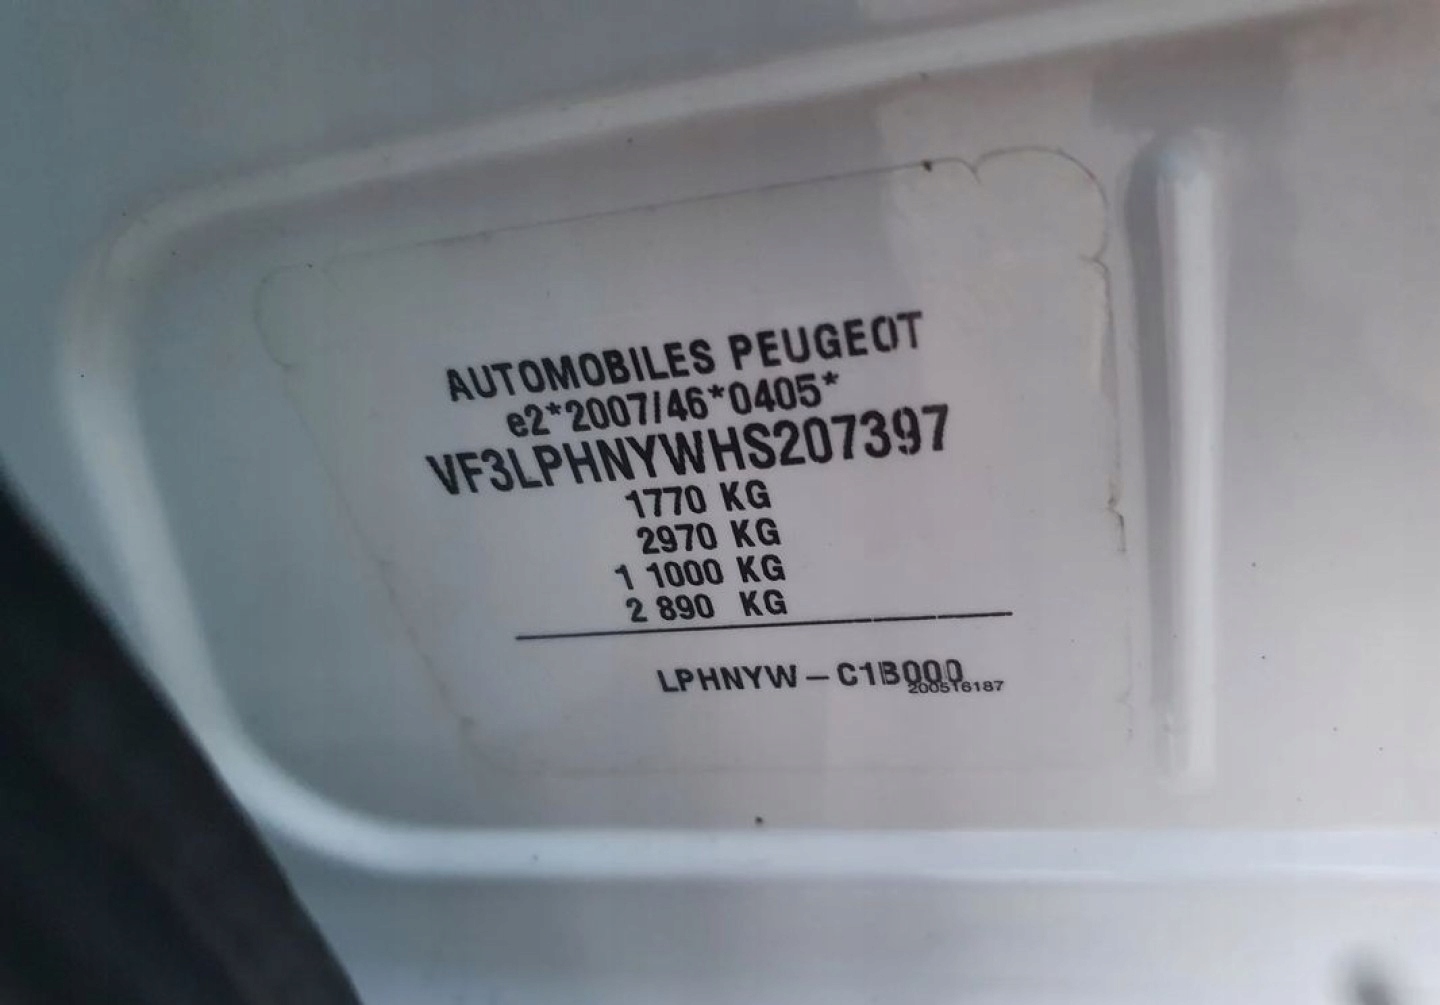 AUTOMOBILES PEUGEOT
e2*2007/46*0405*
VF3LPHNYWHS207397
1770 KG
2970 KG
1 1000 KG
2 890 KG
LPHNYW - C1B000
200516187